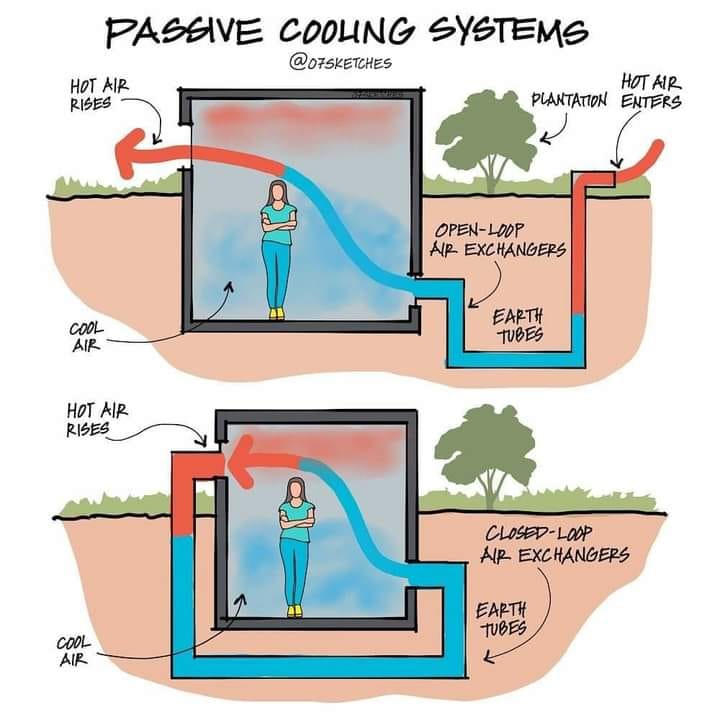 PASSIVE COOLING SYSTEMS
@07SKETCHES
HOT AIR
RISES
PLANTATION
HOT AIR
ENTERS
OPEN-LOOP
AIR EXCHANGERS
EARTH
TUBES
COOL
AIR
HOT AIR
RISES
CLOSED-LOOP
AIR EXCHANGERS
EARTH
TUBES
COOL
AIR